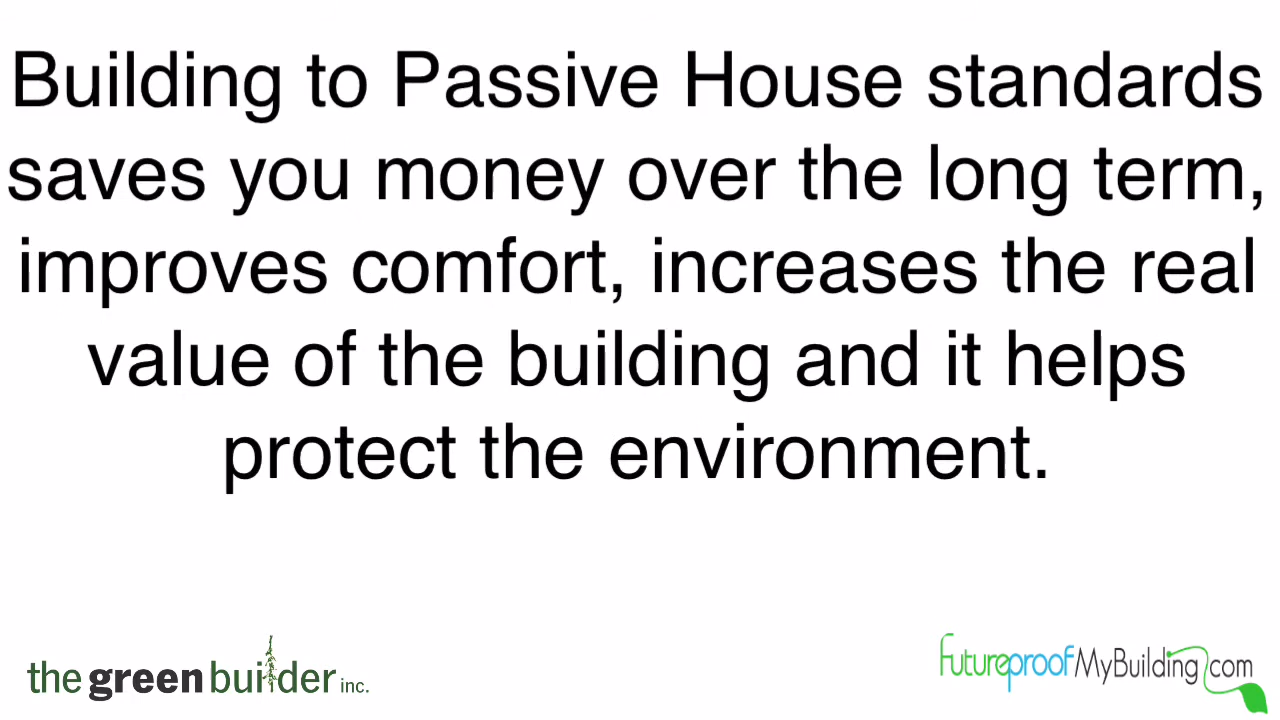 Building to Passive House standards
saves you money over the long term,
improves comfort, increases the real
value of the building and it helps
protect the environment.
the green builder inc.
futureproofMyBuilding.com